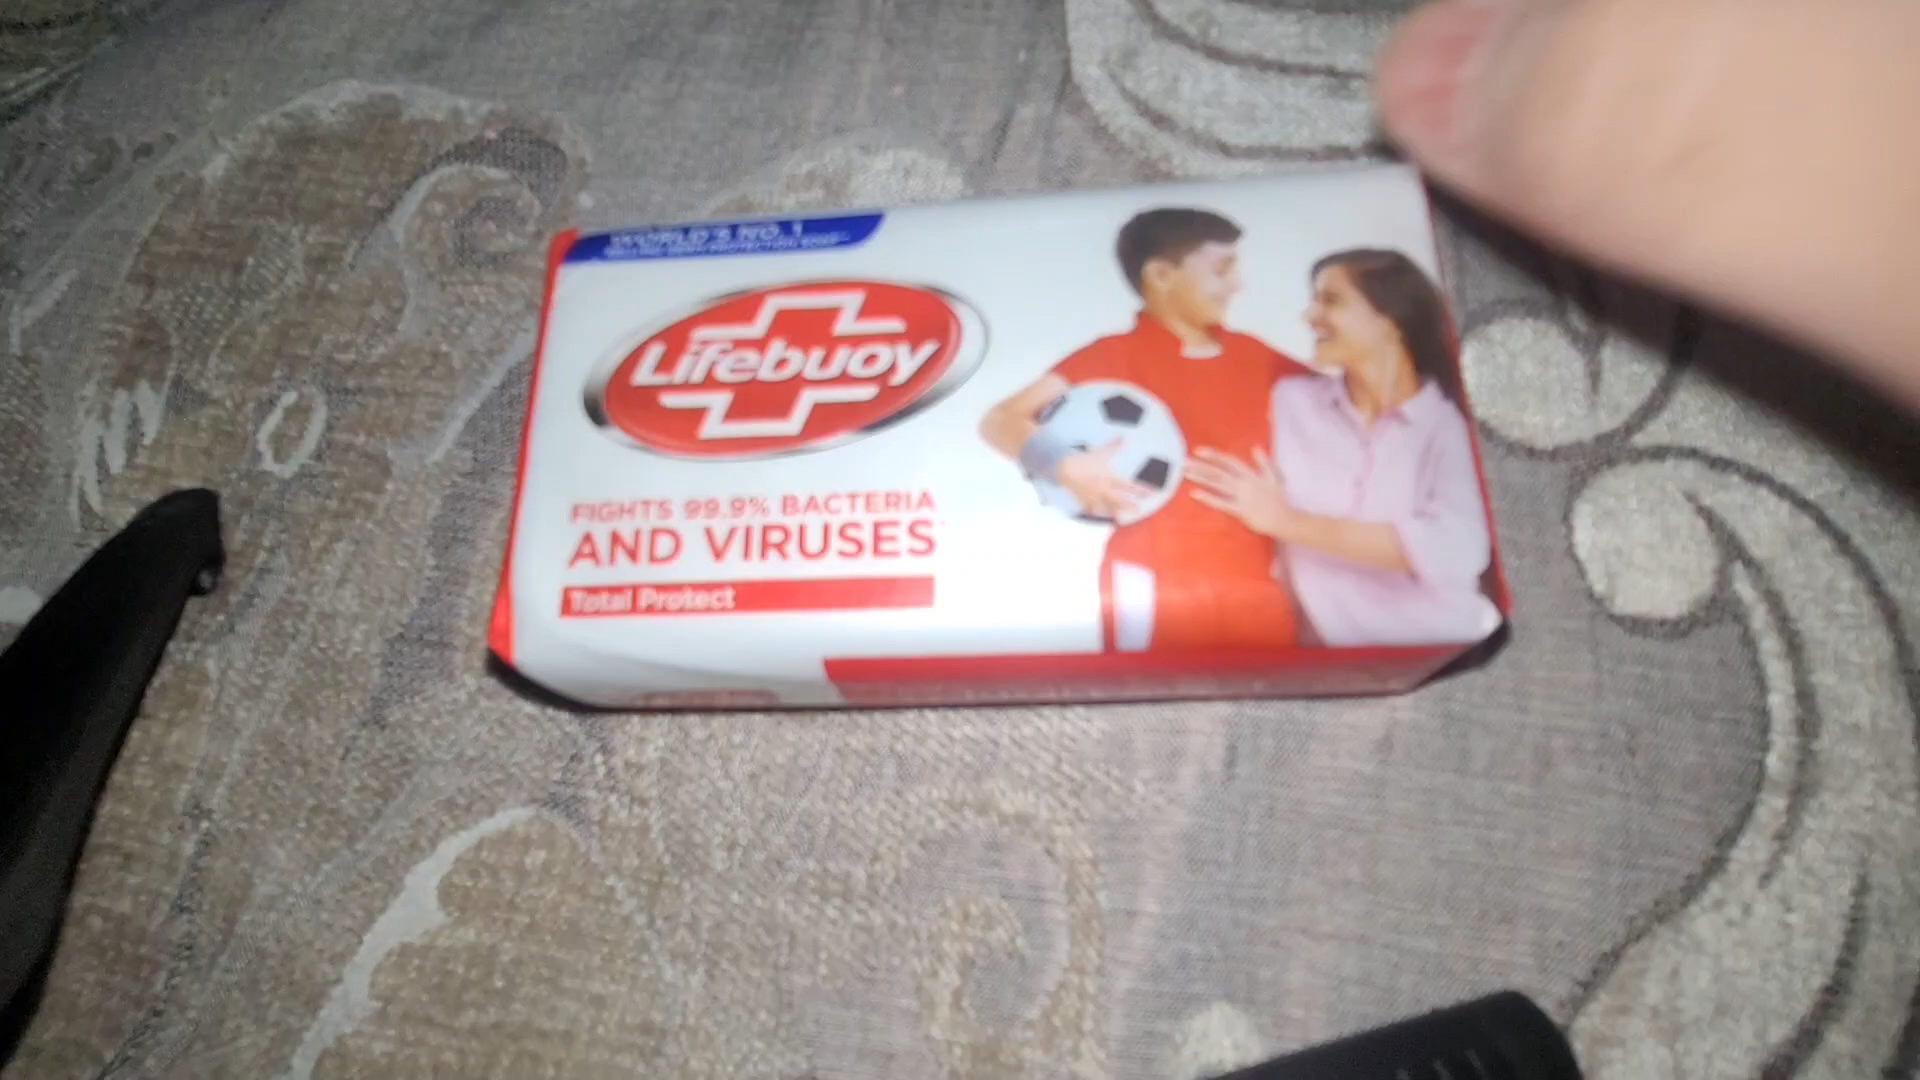 WORLD'S NO. 1
Lifebuoy
FIGHTS 99.9% BACTERIA
AND VIRUSES
Total Protect